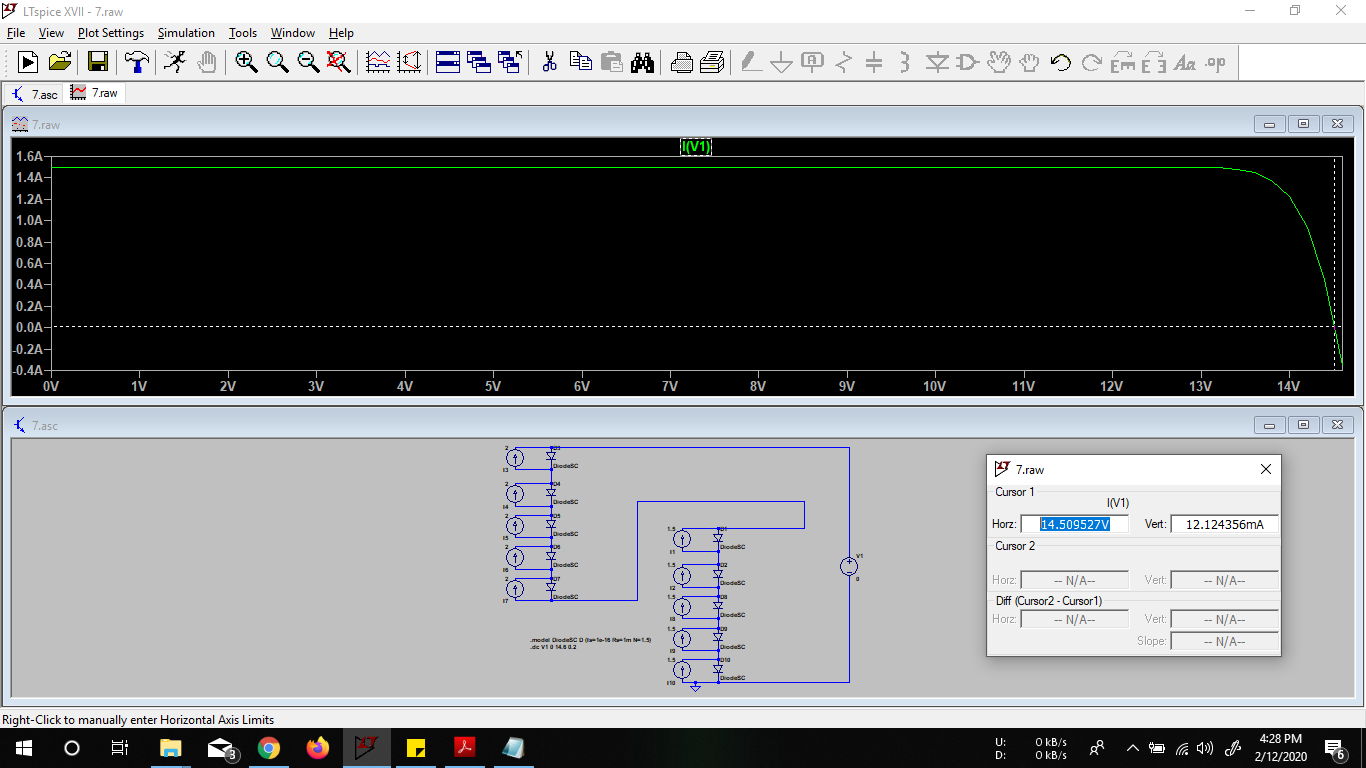 LTspice XVII - 7.raw
File View Plot Settings Simulation Tools Window Help
.op
7.asc 7.raw
7.raw
I(V1)
1.6A
1.4A
1.2A
1.0A
0.8A
0.6A
0.4A
0.2A
0.0A
-0.2A
-0.4A
0V 1V 2V 3V 4V 5V 6V 7V 8V 9V 10V 11V 12V 13V 14V
7.asc
2 D3
I3 DiodeSC
2 D4
I4 DiodeSC
2 D5
I5 DiodeSC
2 D6
I6 DiodeSC
2 D7
I7 DiodeSC
1.5 D1
I1 DiodeSC
1.5 D2
I2 DiodeSC
1.5 D8
I8 DiodeSC
1.5 D9
I9 DiodeSC
1.5 D10
I10 DiodeSC
V1
0
.model DiodeSC D (Is=1e-16 Rs=1m N=1.5)
.dc V1 0 14.6 0.2
7.raw
Cursor 1
I(V1)
Horz: 14.509527V Vert: 12.124356mA
Cursor 2
Horz: -- N/A-- Vert: -- N/A--
Diff (Cursor2 - Cursor1)
Horz: -- N/A-- Vert: -- N/A--
Slope: -- N/A--
Right-Click to manually enter Horizontal Axis Limits
3
U: 0 kB/s
D: 0 kB/s
4:28 PM
2/12/2020
6